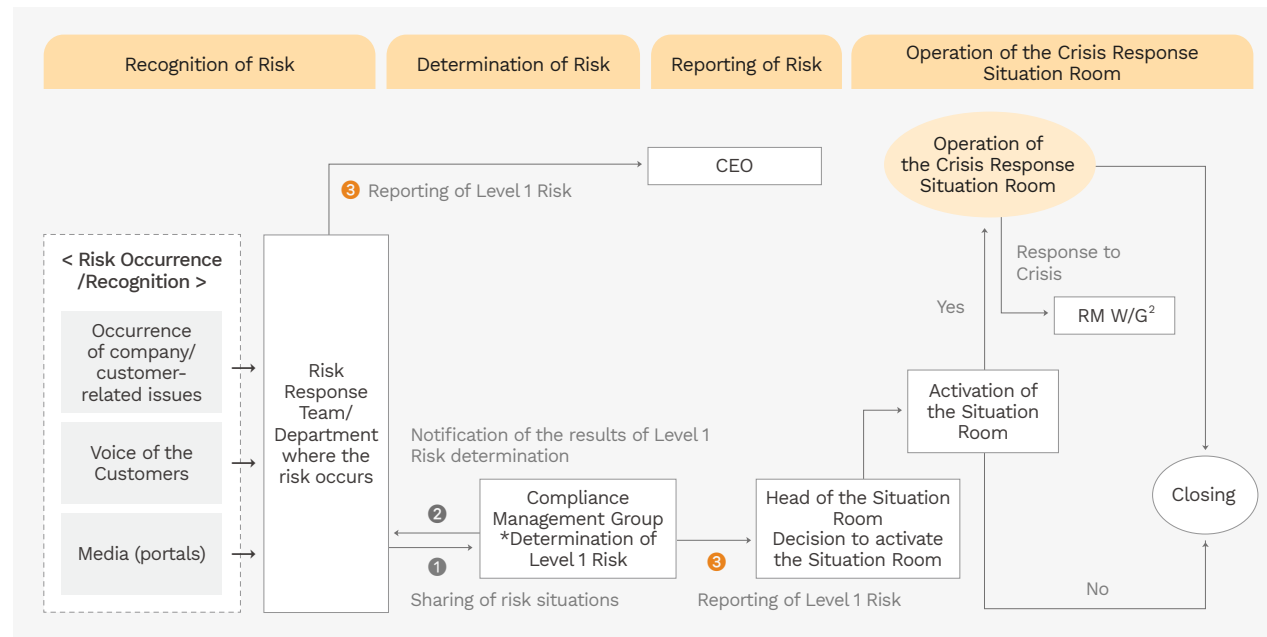 Recognition of Risk
Determination of Risk
Reporting of Risk
Operation of the Crisis Response
Situation Room
CEO
3 Reporting of Level 1 Risk
Operation of
the Crisis Response
Situation Room
< Risk Occurrence
/Recognition >
Occurrence
of company/
customer-
related issues
Voice of the
Customers
Media (portals)
Risk
Response
Team/
Department
where the
risk occurs
Notification of the results of Level 1
Risk determination
2
1
Sharing of risk situations
Compliance
Management Group
*Determination of
Level 1 Risk
3
Reporting of Level 1 Risk
Head of the Situation
Room
Decision to activate
the Situation Room
Activation of
the Situation
Room
Yes
Response to
Crisis
RM W/G²
Closing
No